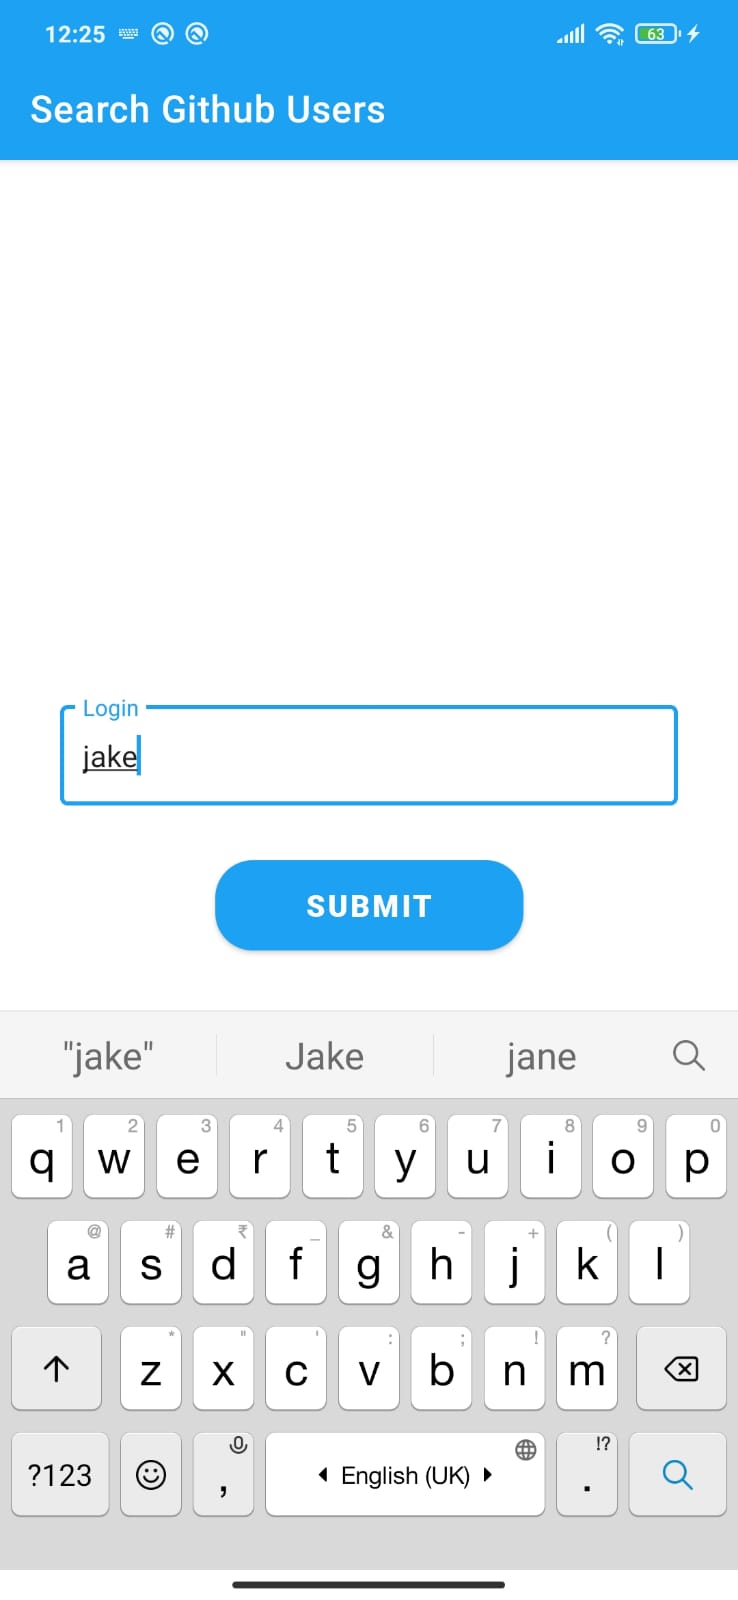 12:25 63
Search Github Users
Login
jake
SUBMIT
"jake" Jake jane
1 2 3 4 5 6 7 8 9 0
q w e r t y u i o p
@ # ₹ _ & - + ( )
a s d f g h j k l
* " ' : ; ! ?
z x c v b n m
!?
?123 , English (UK) .